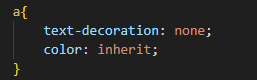 a{
    text-decoration: none;
    color: inherit;
}